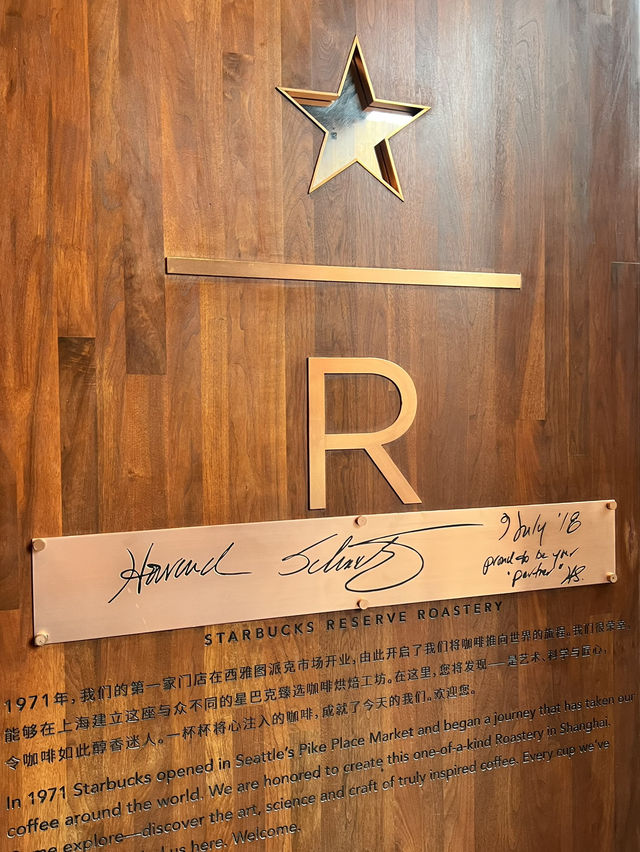 R
Howard Schultz
9 July '18
proud to be your
"partner" HS.
STARBUCKS RESERVE ROASTERY
1971年，我们的第一家门店在西雅图派克市场开业，由此开启了我们将咖啡推向世界的旅程。我们很荣幸，
能够在上海建立这座与众不同的星巴克臻选咖啡烘焙工坊。在这里，您将发现——是艺术、科学与匠心，
令咖啡如此醇香迷人。一杯杯将心注入的咖啡，成就了今天的我们。欢迎您。
In 1971 Starbucks opened in Seattle's Pike Place Market and began a journey that has taken our
coffee around the world. We are honored to create this one-of-a-kind Roastery in Shanghai.
explore—discover the art, science and craft of truly inspired coffee. Every cup we've
us here. Welcome.